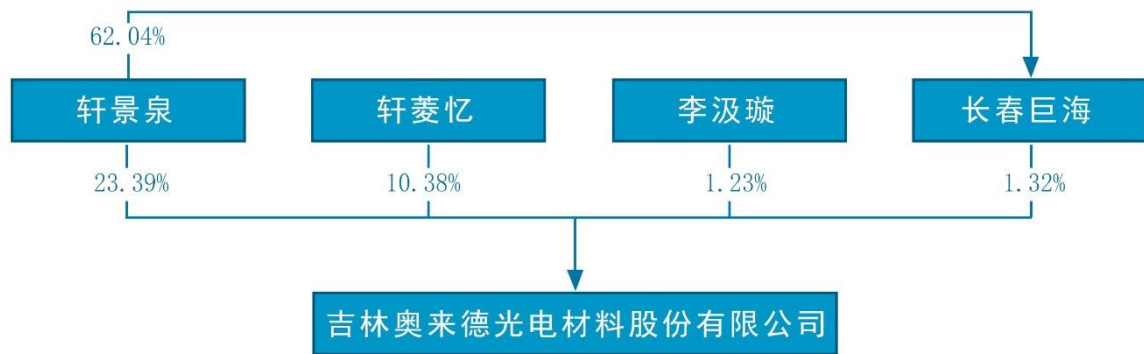 62.04%
轩景泉
轩菱忆
李汲璇
长春巨海
23.39%
10.38%
1.23%
1.32%
吉林奥来德光电材料股份有限公司